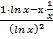 1·ln x-x·1/x
(ln x)²